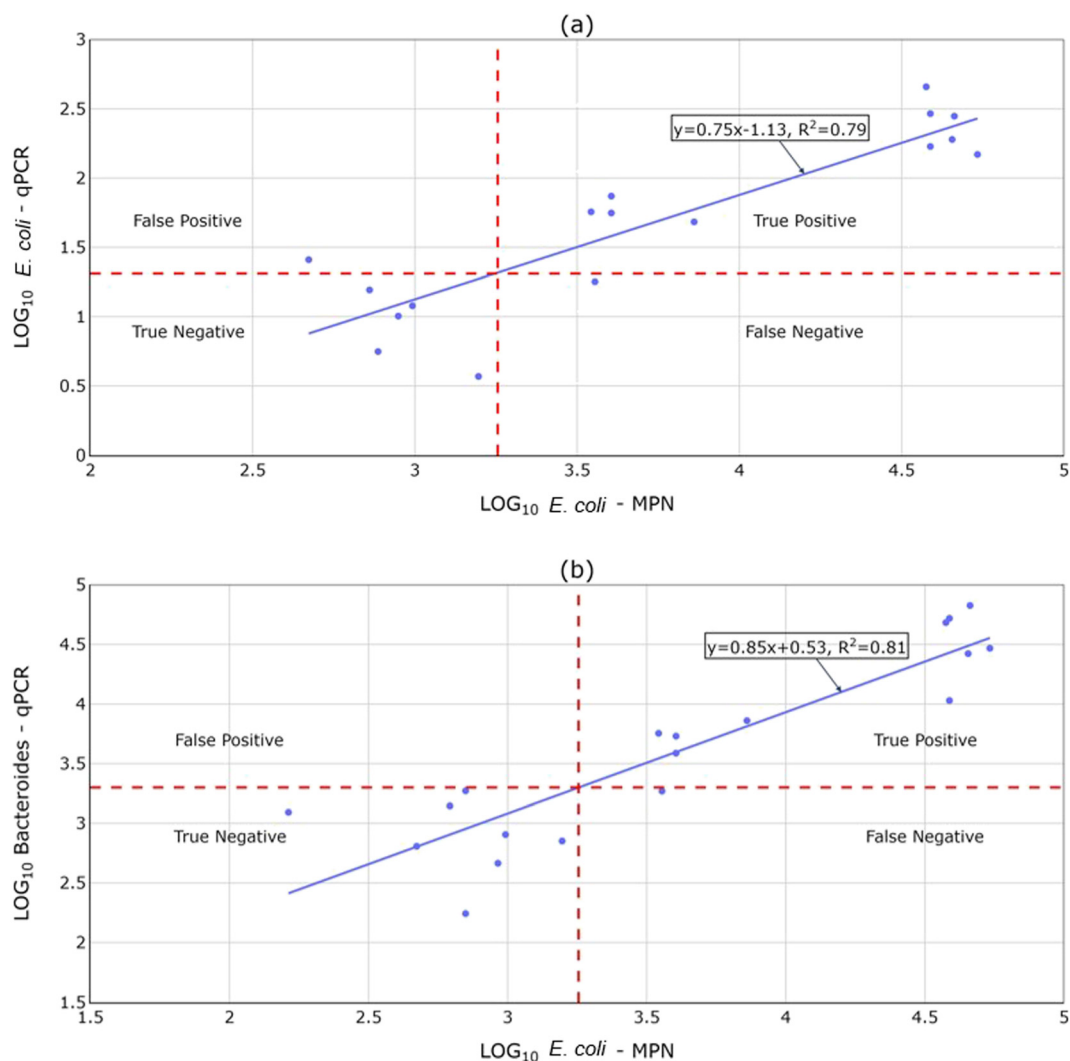 (a)
3
2.5
2
1.5
1
0.5
0
LOG₁₀ E. coli - qPCR
y=0.75x-1.13, R²=0.79
False Positive
True Positive
True Negative
False Negative
2 2.5 3 3.5 4 4.5 5
LOG₁₀ E. coli - MPN
(b)
5
4.5
4
3.5
3
2.5
2
1.5
LOG₁₀ Bacteroides - qPCR
y=0.85x+0.53, R²=0.81
False Positive
True Positive
True Negative
False Negative
1.5 2 2.5 3 3.5 4 4.5 5
LOG₁₀ E. coli - MPN